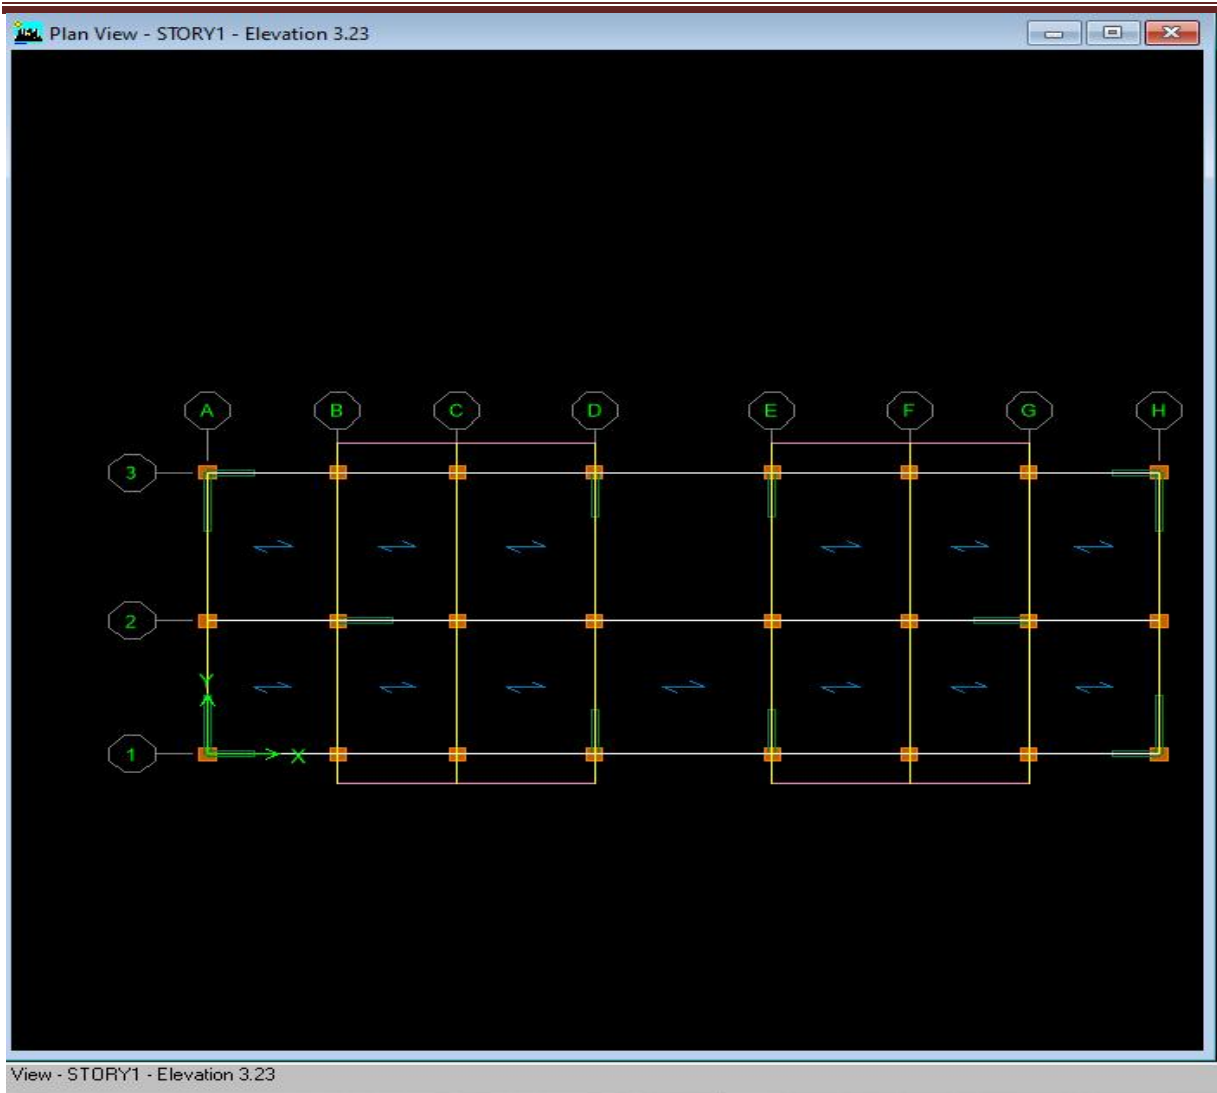 Plan View - STORY1 - Elevation 3.23
A B C D E F G H
3
2
Y
1
X
View - STORY1 - Elevation 3.23